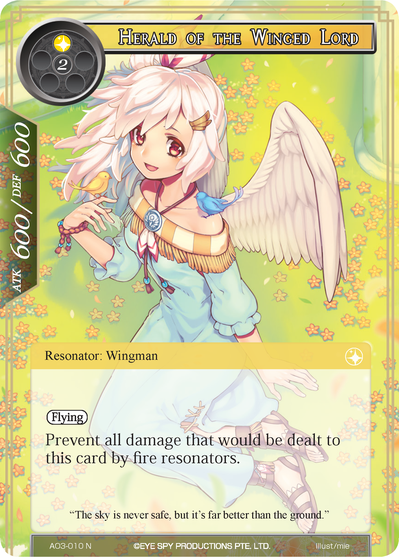 Herald of the Winged Lord
2
ATK 600/DEF 600
Resonator: Wingman
Flying
Prevent all damage that would be dealt to
this card by fire resonators.
“The sky is never safe, but it’s far better than the ground.”
A03-010 N ©EYE SPY PRODUCTIONS PTE. LTD. Illust/mie